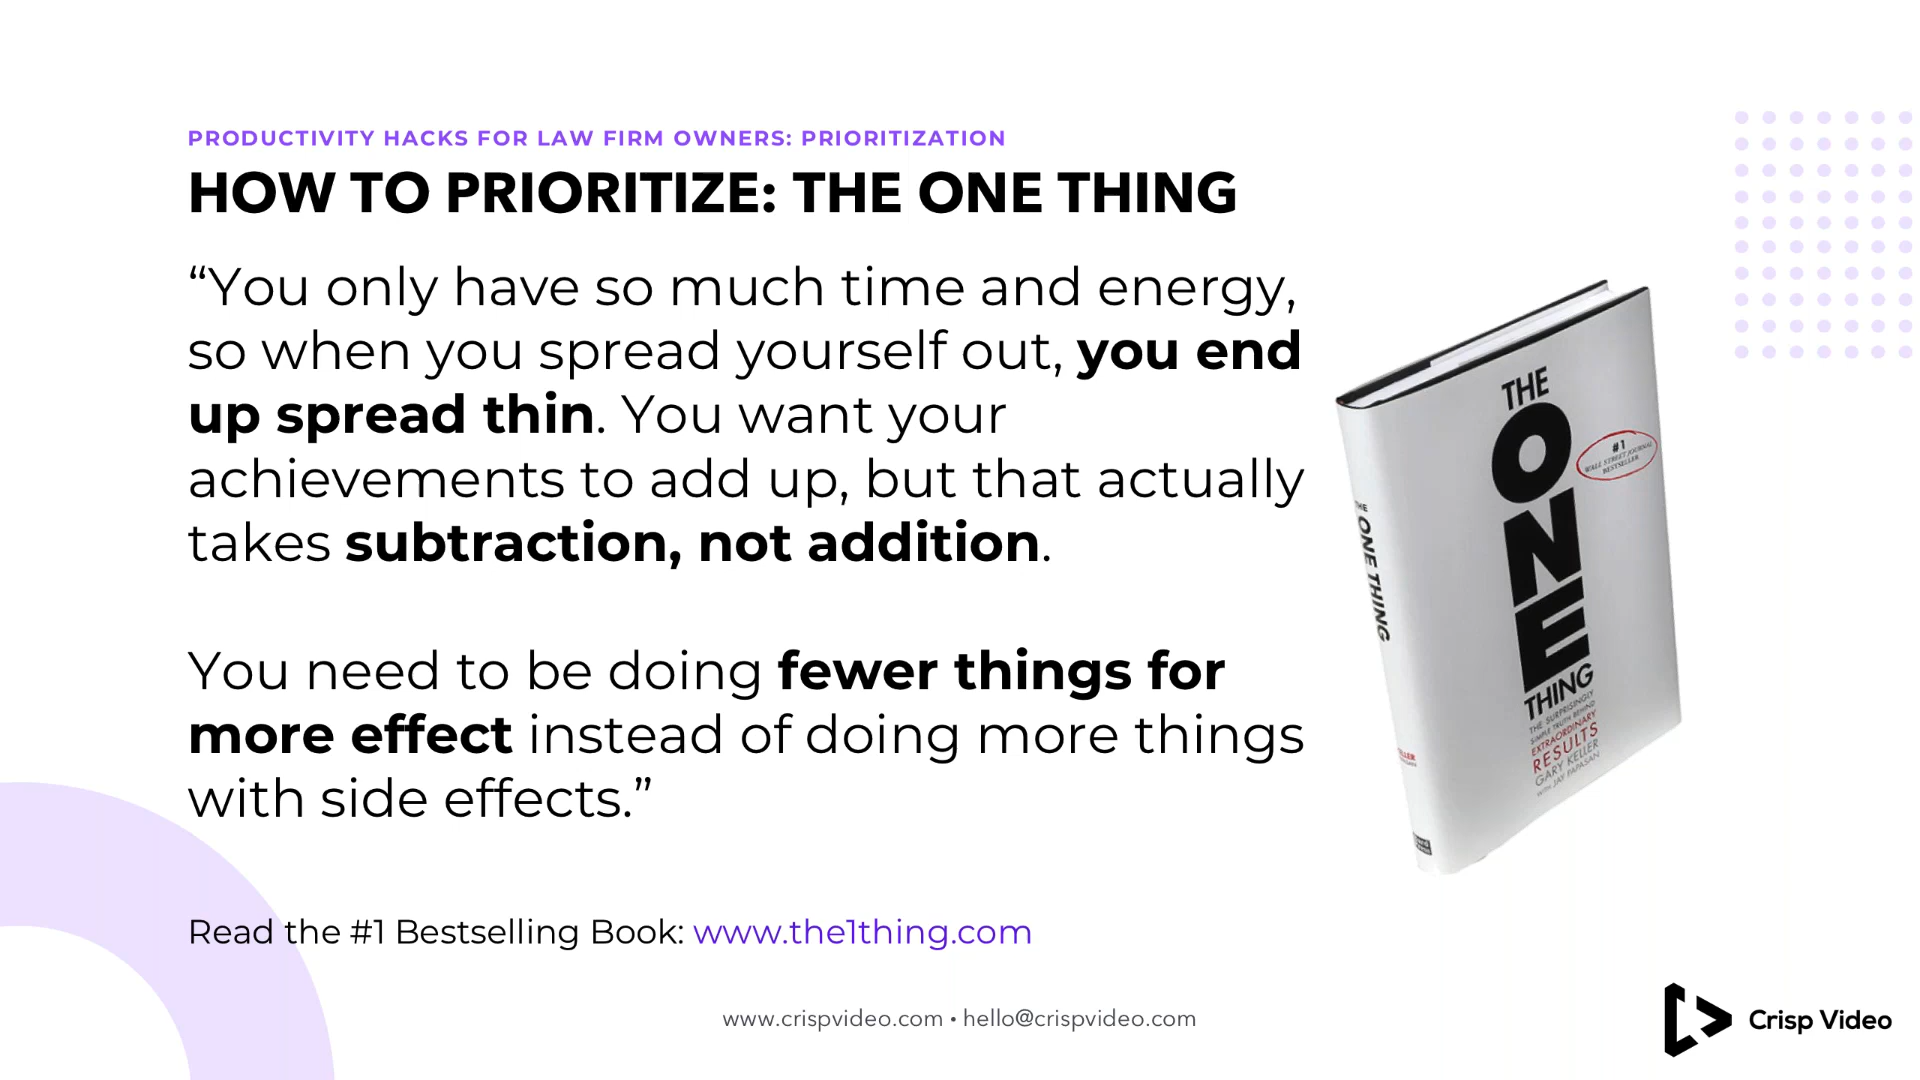 PRODUCTIVITY HACKS FOR LAW FIRM OWNERS: PRIORITIZATION
HOW TO PRIORITIZE: THE ONE THING
“You only have so much time and energy,
so when you spread yourself out, you end
up spread thin. You want your
achievements to add up, but that actually
takes subtraction, not addition.
You need to be doing fewer things for
more effect instead of doing more things
with side effects.”
Read the #1 Bestselling Book: www.the1thing.com
THE
ONE
THING
THE SURPRISINGLY
SIMPLE TRUTH BEHIND
EXTRAORDINARY
RESULTS
GARY KELLER
WITH JAY PAPASAN
#1
WALL STREET JOURNAL
BESTSELLER
THE ONE THING
www.crispvideo.com • hello@crispvideo.com
Crisp Video